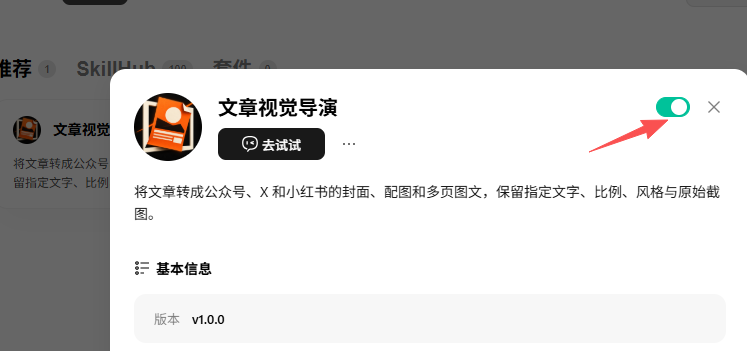 推荐 1 SkillHub 100 套件 0
文章视觉导演
去试试 ...
将文章转成公众号、X 和小红书的封面、配图和多页图文，保留指定文字、比例、风格与原始截
图。
基本信息
版本 v1.0.0
文章视觉
将文章转成公众号
留指定文字、比例